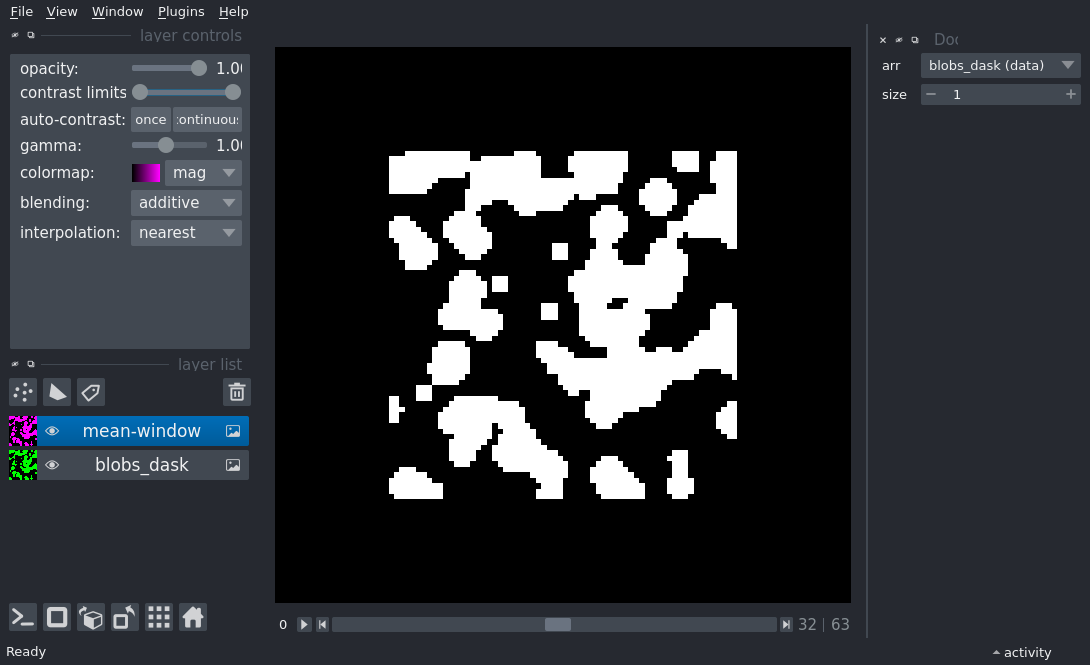 File View Window Plugins Help
layer controls
opacity: 1.00
contrast limits
auto-contrast: once continuous
gamma: 1.00
colormap: mag
blending: additive
interpolation: nearest
layer list
mean-window
blobs_dask
0 32 | 63
Ready
Doc
arr blobs_dask (data)
size − 1 +
activity